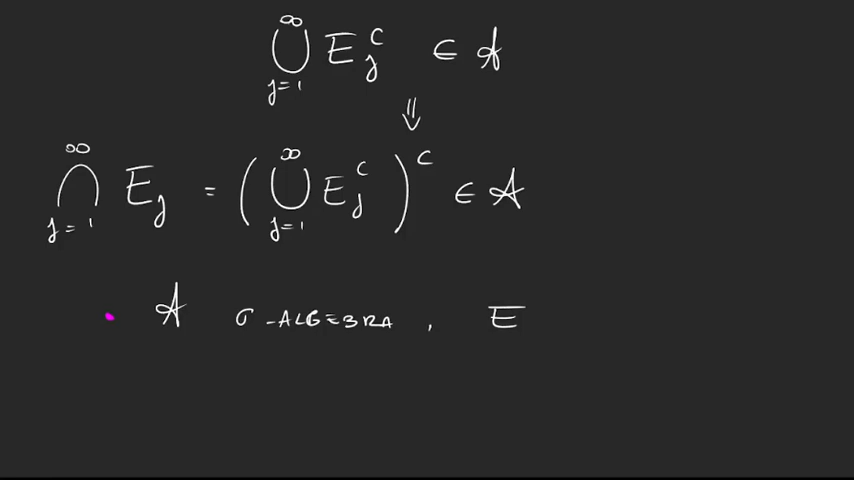 ⋃_{j=1}^{∞} E_j^c ∈ 𝒜
⇓
⋂_{j=1}^{∞} E_j = ( ⋃_{j=1}^{∞} E_j^c )^c ∈ 𝒜
• 𝒜 σ-ALGEBRA, E